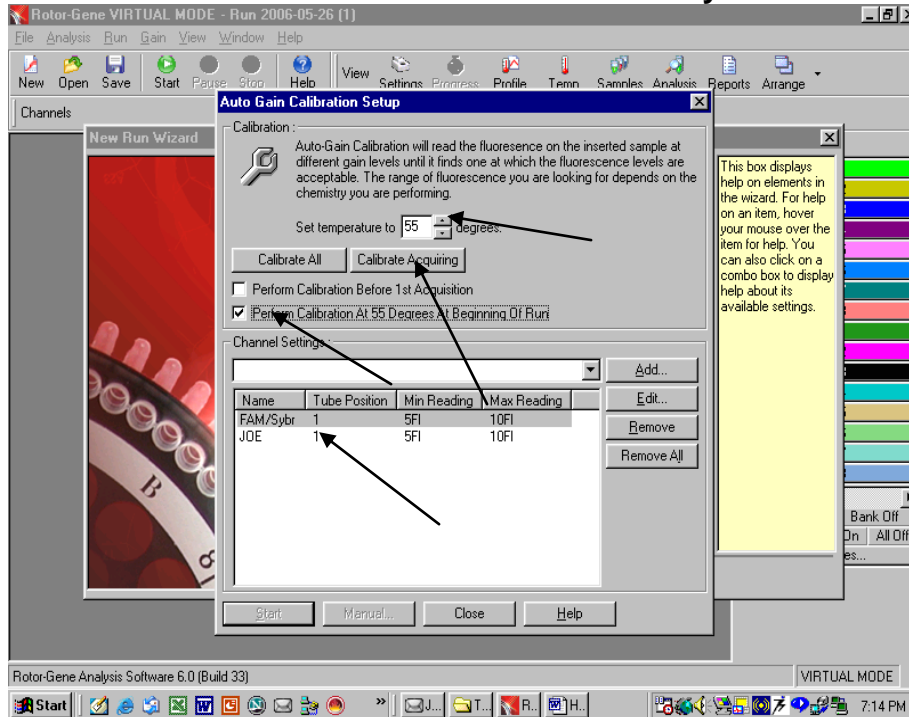 Rotor-Gene VIRTUAL MODE - Run 2006-05-26 (1)
File Analysis Run Gain View Window Help
New Open Save Start Pause Stop Help View Settings Progress Profile Temp Samples Analysis Reports Arrange
Channels
New Run Wizard
Auto Gain Calibration Setup
Calibration :
Auto-Gain Calibration will read the fluoresence on the inserted sample at
different gain levels until it finds one at which the fluorescence levels are
acceptable. The range of fluorescence you are looking for depends on the
chemistry you are performing.
Set temperature to 55 degrees.
Calibrate All Calibrate Acquiring
Perform Calibration Before 1st Acquisition
Perform Calibration At 55 Degrees At Beginning Of Run
Channel Settings :
Add...
Name Tube Position Min Reading Max Reading
Edit...
FAM/Sybr 1 5Fl 10Fl
JOE 1 5Fl 10Fl
Remove
Remove All
Start Manual... Close Help
This box displays
help on elements in
the wizard. For help
on an item, hover
your mouse over the
item for help. You
can also click on a
combo box to display
help about its
available settings.
Bank Off
On All Off
es...
Rotor-Gene Analysis Software 6.0 (Build 33)
VIRTUAL MODE
Start » J... T... R.. H.. 7:14 PM